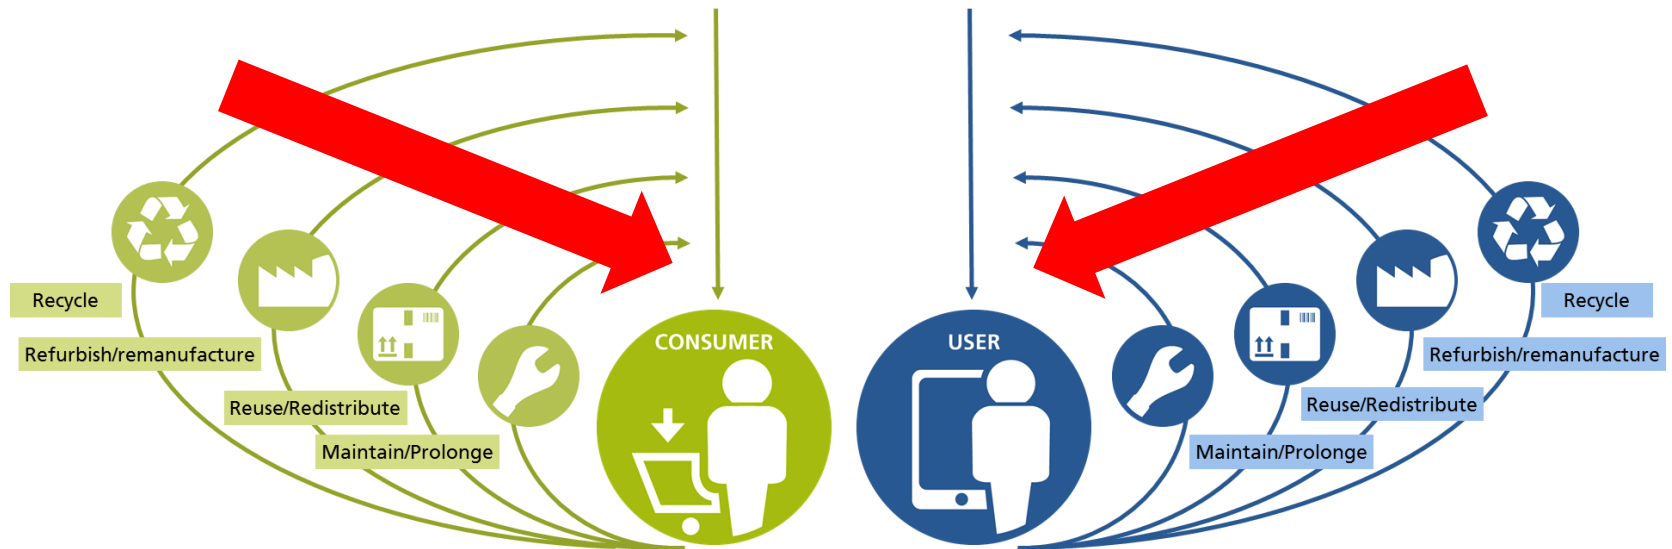 CONSUMER
USER
Recycle
Recycle
Refurbish/remanufacture
Refurbish/remanufacture
Reuse/Redistribute
Reuse/Redistribute
Maintain/Prolonge
Maintain/Prolonge